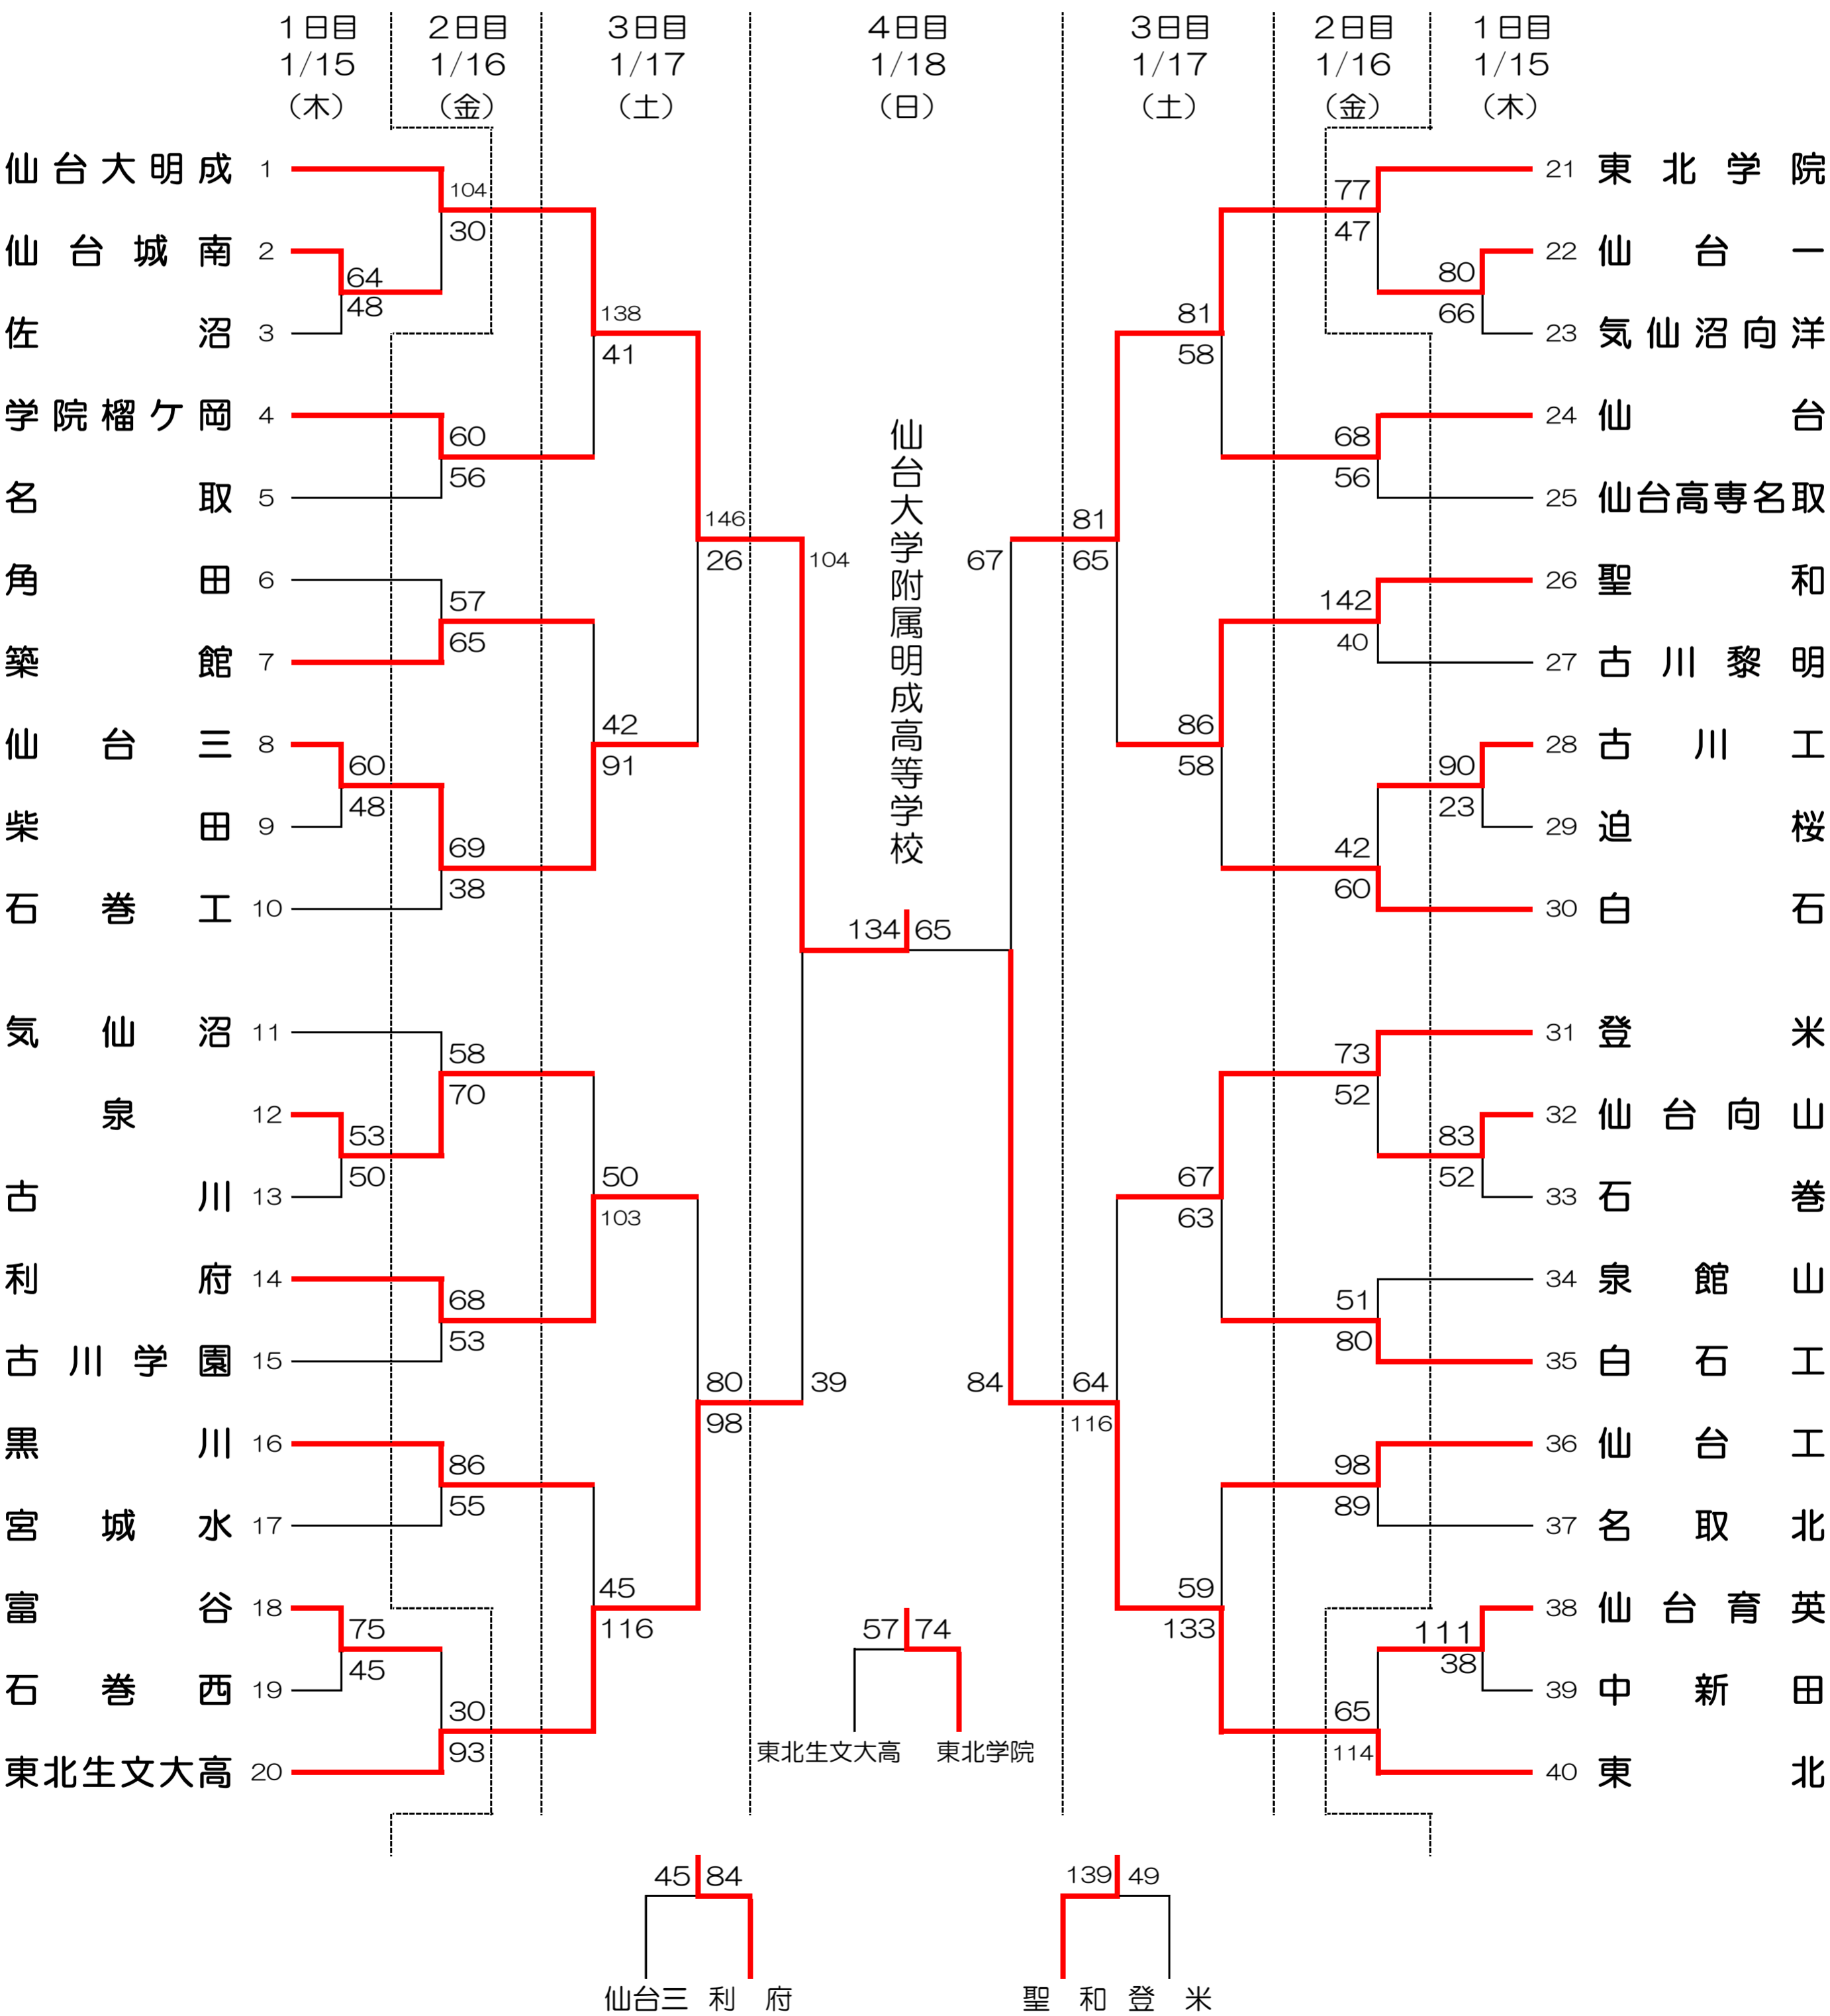 1日目 2日目 3日目 4日目 3日目 2日目 1日目
1/15 1/16 1/17 1/18 1/17 1/16 1/15
（木） （金） （土） （日） （土） （金） （木）
仙台大明成 1 104 77 21 東北学院
30 47
仙台城南 2 64 80 22 仙台一
48 66
佐沼 3 138 81 23 気仙沼向洋
41 58
学院榴ケ岡 4 60 68 24 仙台
56 56
名取 5 146 81 25 仙台高専名取
26 104 67 65
角田 6 57 142 26 聖和
65 40
築館 7 27 古川黎明
仙台三 8 42 86 28 古川工
60 91 58 90
48 23
柴田 9 69 42 29 迫桜
38 60
石巻工 10 30 白石
仙台大学附属明成高等学校
134 65
気仙沼 11 58 73 31 登米
70 52
泉 12 53 83 32 仙台向山
50 52
古川 13 50 67 33 石巻
103 63
利府 14 68 51 34 泉館山
53 80
古川学園 15 35 白石工
80 39 84 64
98 116
黒川 16 86 98 36 仙台工
55 89
宮城水 17 37 名取北
富谷 18 45 59 38 仙台育英
75 116 57 74 133 111
45 38
石巻西 19 30 65 39 中新田
93 114
東北生文大高 東北学院
東北生文大高 20 40 東北
45 84 139 49
仙台三 利府 聖和 登米